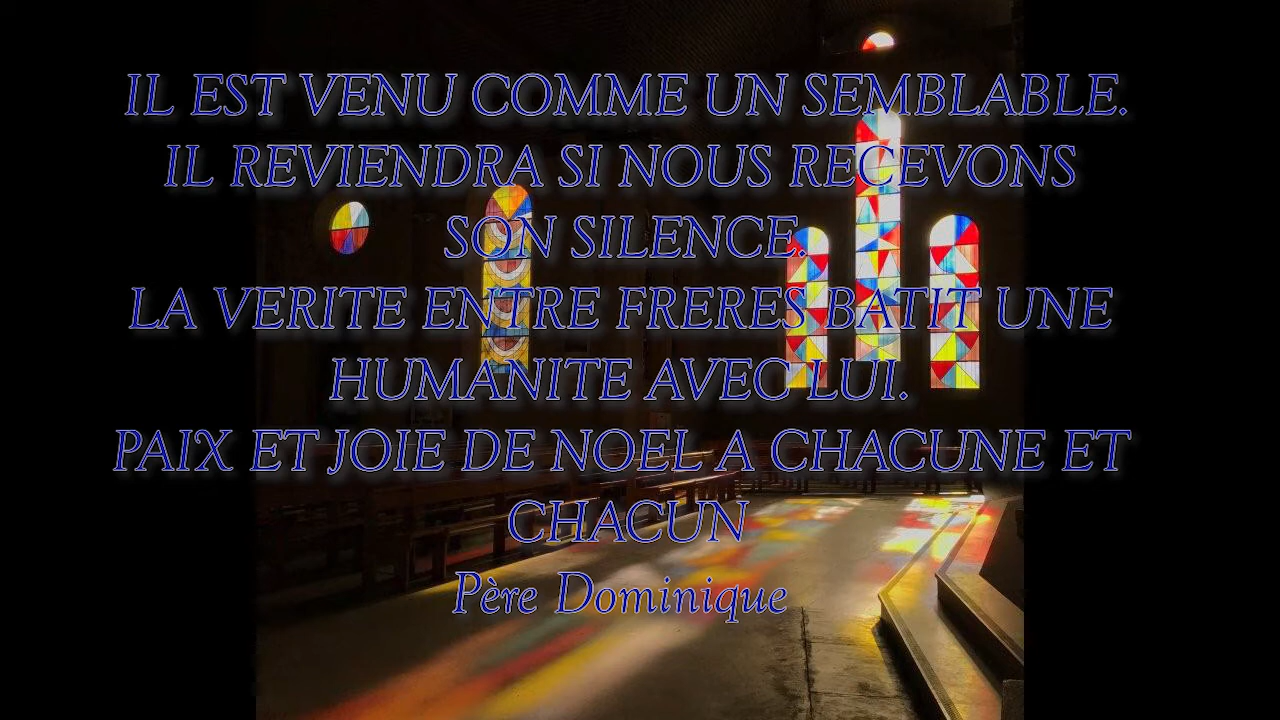 IL EST VENU COMME UN SEMBLABLE.
IL REVIENDRA SI NOUS RECEVONS
SON SILENCE.
LA VERITE ENTRE FRERES BATIT UNE
HUMANITE AVEC LUI.
PAIX ET JOIE DE NOEL A CHACUNE ET
CHACUN
Père Dominique